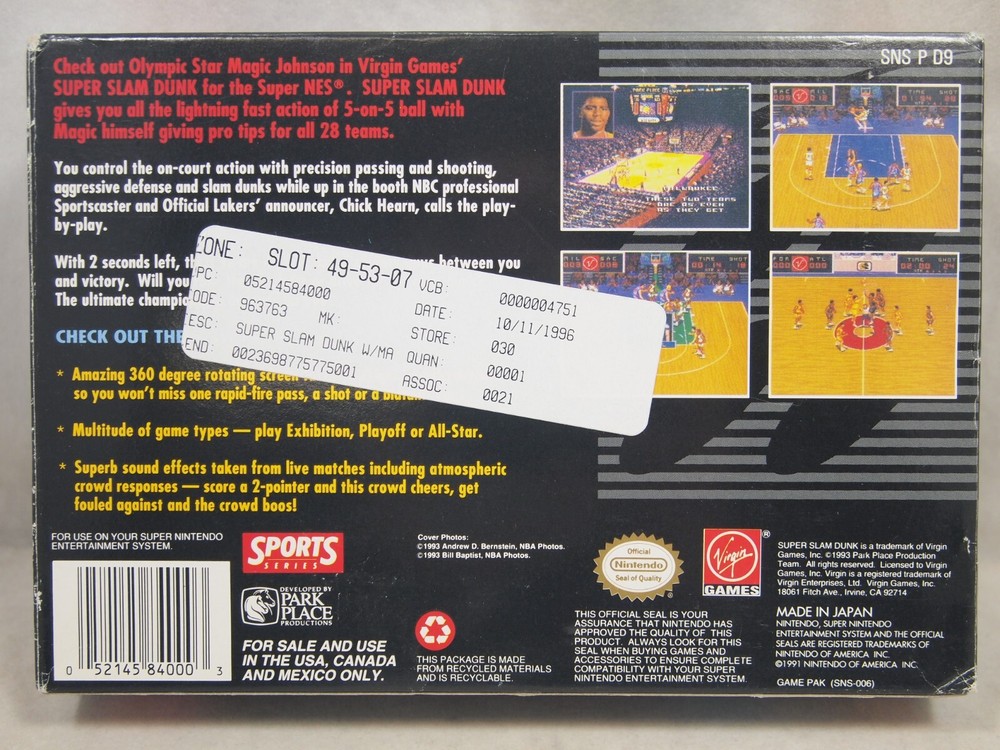 SNS P D9
Check out Olympic Star Magic Johnson in Virgin Games'
SUPER SLAM DUNK for the Super NES®. SUPER SLAM DUNK
gives you all the lightning fast action of 5-on-5 ball with
Magic himself giving pro tips for all 28 teams.
You control the on-court action with precision passing and shooting,
aggressive defense and slam dunks while up in the booth NBC professional
Sportscaster and Official Lakers' announcer, Chick Hearn, calls the play-
by-play.
With 2 seconds left, between you
and victory. Will you
The ultimate
CHECK OUT THE
* Amazing 360 degree rotating screen
so you won't miss one rapid-fire pass, a shot or a
* Multitude of game types — play Exhibition, Playoff or All-Star.
* Superb sound effects taken from live matches including atmospheric
crowd responses — score a 2-pointer and this crowd cheers, get
fouled against and the crowd boos!
ZONE: SLOT: 49-53-07 VCB: 0000004751
UPC: 05214584000 DATE: 10/11/1996
CODE: 963763 MK: STORE: 030
DESC: SUPER SLAM DUNK W/MA QUAN: 00001
END: 0023698775775001 ASSOC: 0021
MILWAUKEE
THESE TWO TEAMS
ARE AS EVEN
AS THEY GET.
TIME
TIME
TIME
FOR USE ON YOUR SUPER NINTENDO
ENTERTAINMENT SYSTEM.
0 52145 84000 3
SPORTS
SERIES
DEVELOPED BY
PARK
PLACE
PRODUCTIONS
FOR SALE AND USE
IN THE USA, CANADA
AND MEXICO ONLY.
Cover Photos:
©1993 Andrew D. Bernstein, NBA Photos.
©1993 Bill Baptist, NBA Photos.
THIS PACKAGE IS MADE
FROM RECYCLED MATERIALS
AND IS RECYCLABLE.
Official
Nintendo
Seal of Quality
®
THIS OFFICIAL SEAL IS YOUR
ASSURANCE THAT NINTENDO HAS
APPROVED THE QUALITY OF THIS
PRODUCT. ALWAYS LOOK FOR THIS
SEAL WHEN BUYING GAMES AND
ACCESSORIES TO ENSURE COMPLETE
COMPATIBILITY WITH YOUR SUPER
NINTENDO ENTERTAINMENT SYSTEM.
Virgin®
GAMES
SUPER SLAM DUNK is a trademark of Virgin
Games, Inc. ©1993 Park Place Production
Team. All rights reserved. Licensed to Virgin
Games, Inc. Virgin is a registered trademark of
Virgin Enterprises, Ltd. Virgin Games, Inc.
18061 Fitch Ave., Irvine, CA 92714
MADE IN JAPAN
NINTENDO, SUPER NINTENDO
ENTERTAINMENT SYSTEM AND THE OFFICIAL
SEALS ARE REGISTERED TRADEMARKS OF
NINTENDO OF AMERICA INC.
©1991 NINTENDO OF AMERICA INC.
GAME PAK (SNS-006)